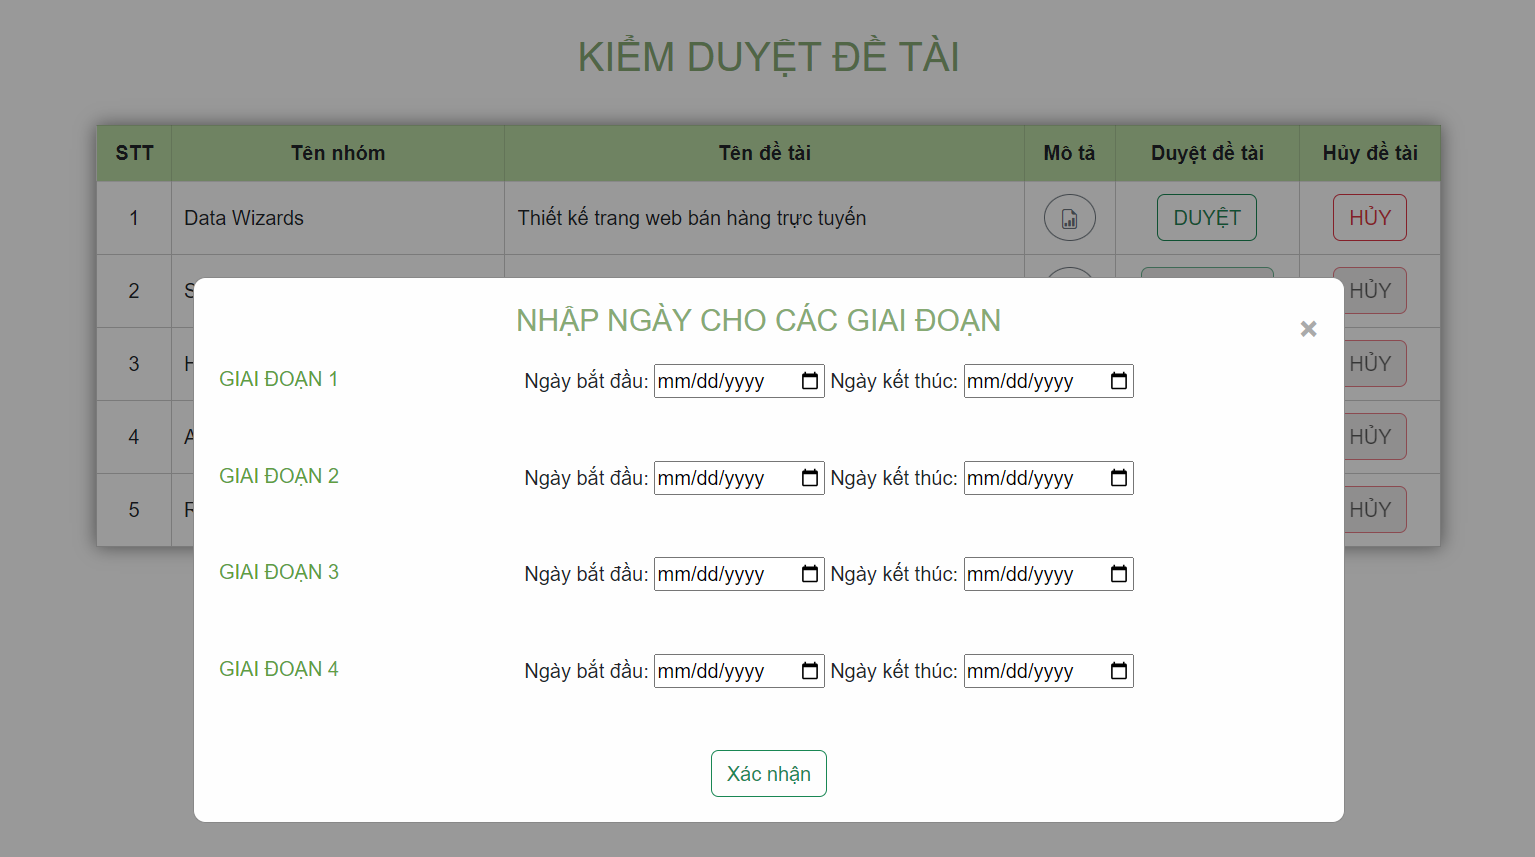 KIỂM DUYỆT ĐỀ TÀI
STT Tên nhóm Tên đề tài Mô tả Duyệt đề tài Hủy đề tài
1 Data Wizards Thiết kế trang web bán hàng trực tuyến DUYỆT HỦY
2 HỦY
NHẬP NGÀY CHO CÁC GIAI ĐOẠN ×
3 HỦY
GIAI ĐOẠN 1 Ngày bắt đầu: mm/dd/yyyy Ngày kết thúc: mm/dd/yyyy
4 HỦY
GIAI ĐOẠN 2 Ngày bắt đầu: mm/dd/yyyy Ngày kết thúc: mm/dd/yyyy
5 HỦY
GIAI ĐOẠN 3 Ngày bắt đầu: mm/dd/yyyy Ngày kết thúc: mm/dd/yyyy
GIAI ĐOẠN 4 Ngày bắt đầu: mm/dd/yyyy Ngày kết thúc: mm/dd/yyyy
Xác nhận